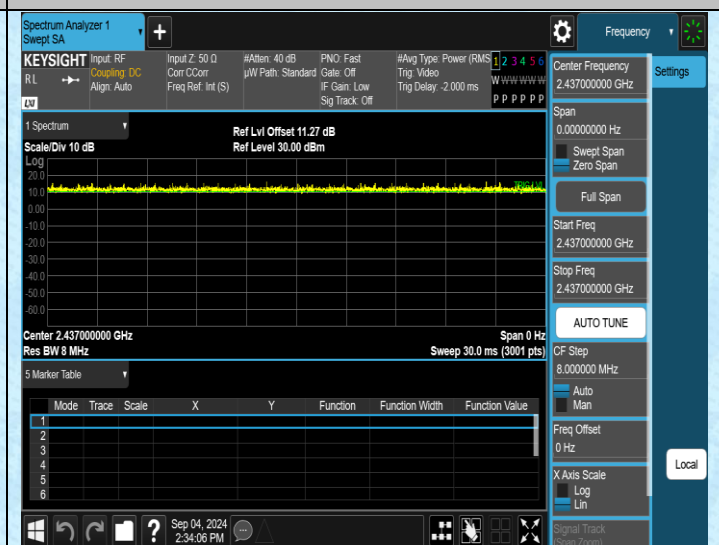 Spectrum Analyzer 1
Swept SA
Frequency
KEYSIGHT
R L
LXI
Input: RF
Coupling: DC
Align: Auto
Input Z: 50 Ω
Corr CCorr
Freq Ref: Int (S)
#Atten: 40 dB
µW Path: Standard
PNO: Fast
Gate: Off
IF Gain: Low
Sig Track: Off
#Avg Type: Power (RMS
Trig: Video
Trig Delay: -2.000 ms
1 2 3 4 5 6
W W W W W W
P P P P P P
1 Spectrum
Scale/Div 10 dB
Ref Lvl Offset 11.27 dB
Ref Level 30.00 dBm
Log
20.0
10.0
0.00
-10.0
-20.0
-30.0
-40.0
-50.0
-60.0
TRIG LVL
Center 2.437000000 GHz
Span 0 Hz
Res BW 8 MHz
Sweep 30.0 ms (3001 pts)
5 Marker Table
Mode Trace Scale X Y Function Function Width Function Value
1
2
3
4
5
6
Sep 04, 2024
2:34:06 PM
Center Frequency
2.437000000 GHz
Settings
Span
0.00000000 Hz
Swept Span
Zero Span
Full Span
Start Freq
2.437000000 GHz
Stop Freq
2.437000000 GHz
AUTO TUNE
CF Step
8.000000 MHz
Auto
Man
Freq Offset
0 Hz
Local
X Axis Scale
Log
Lin
Signal Track
(Span Zoom)